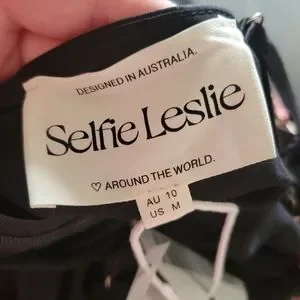 DESIGNED IN AUSTRALIA.
Selfie Leslie
♡ AROUND THE WORLD.
AU 10
US M